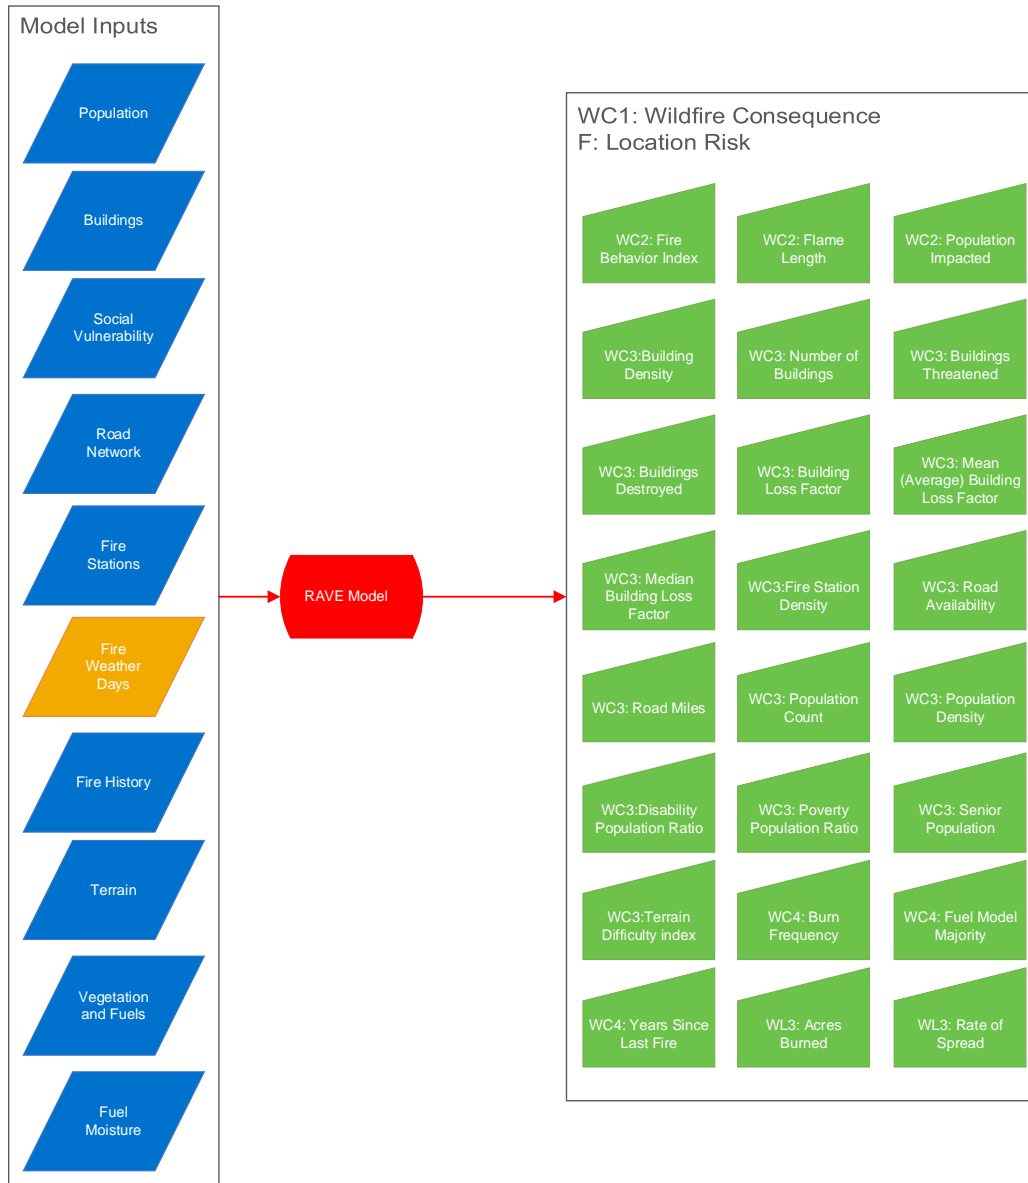 Model Inputs
Population
Buildings
Social
Vulnerability
Road
Network
Fire
Stations
Fire
Weather
Days
Fire History
Terrain
Vegetation
and Fuels
Fuel
Moisture
RAVE Model
WC1: Wildfire Consequence
F: Location Risk
WC2: Fire
Behavior Index
WC2: Flame
Length
WC2: Population
Impacted
WC3:Building
Density
WC3: Number of
Buildings
WC3: Buildings
Threatened
WC3: Buildings
Destroyed
WC3: Building
Loss Factor
WC3: Mean
(Average) Building
Loss Factor
WC3: Median
Building Loss
Factor
WC3:Fire Station
Density
WC3: Road
Availability
WC3: Road Miles
WC3: Population
Count
WC3: Population
Density
WC3:Disability
Population Ratio
WC3: Poverty
Population Ratio
WC3: Senior
Population
WC3:Terrain
Difficulty index
WC4: Burn
Frequency
WC4: Fuel Model
Majority
WC4: Years Since
Last Fire
WL3: Acres
Burned
WL3: Rate of
Spread